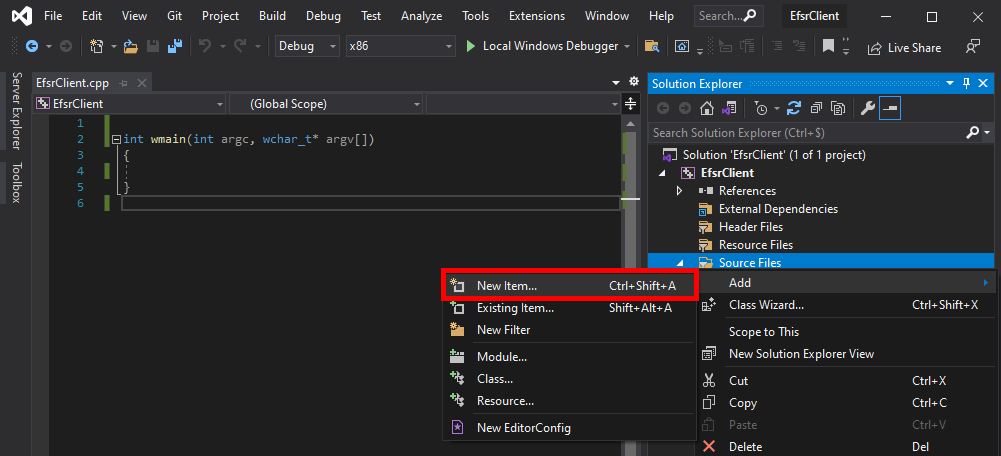 File Edit View Git Project Build Debug Test Analyze Tools Extensions Window Help Search... EfsrClient
Debug x86 Local Windows Debugger Live Share
Server Explorer
Toolbox
EfsrClient.cpp
EfsrClient (Global Scope)
1
2 int wmain(int argc, wchar_t* argv[])
3 {
4
5 }
6
Solution Explorer
Search Solution Explorer (Ctrl+$)
Solution 'EfsrClient' (1 of 1 project)
EfsrClient
References
External Dependencies
Header Files
Resource Files
Source Files
New Item... Ctrl+Shift+A
Existing Item... Shift+Alt+A
New Filter
Module...
Class...
Resource...
New EditorConfig
Add
Class Wizard... Ctrl+Shift+X
Scope to This
New Solution Explorer View
Cut Ctrl+X
Copy Ctrl+C
Paste Ctrl+V
Delete Del